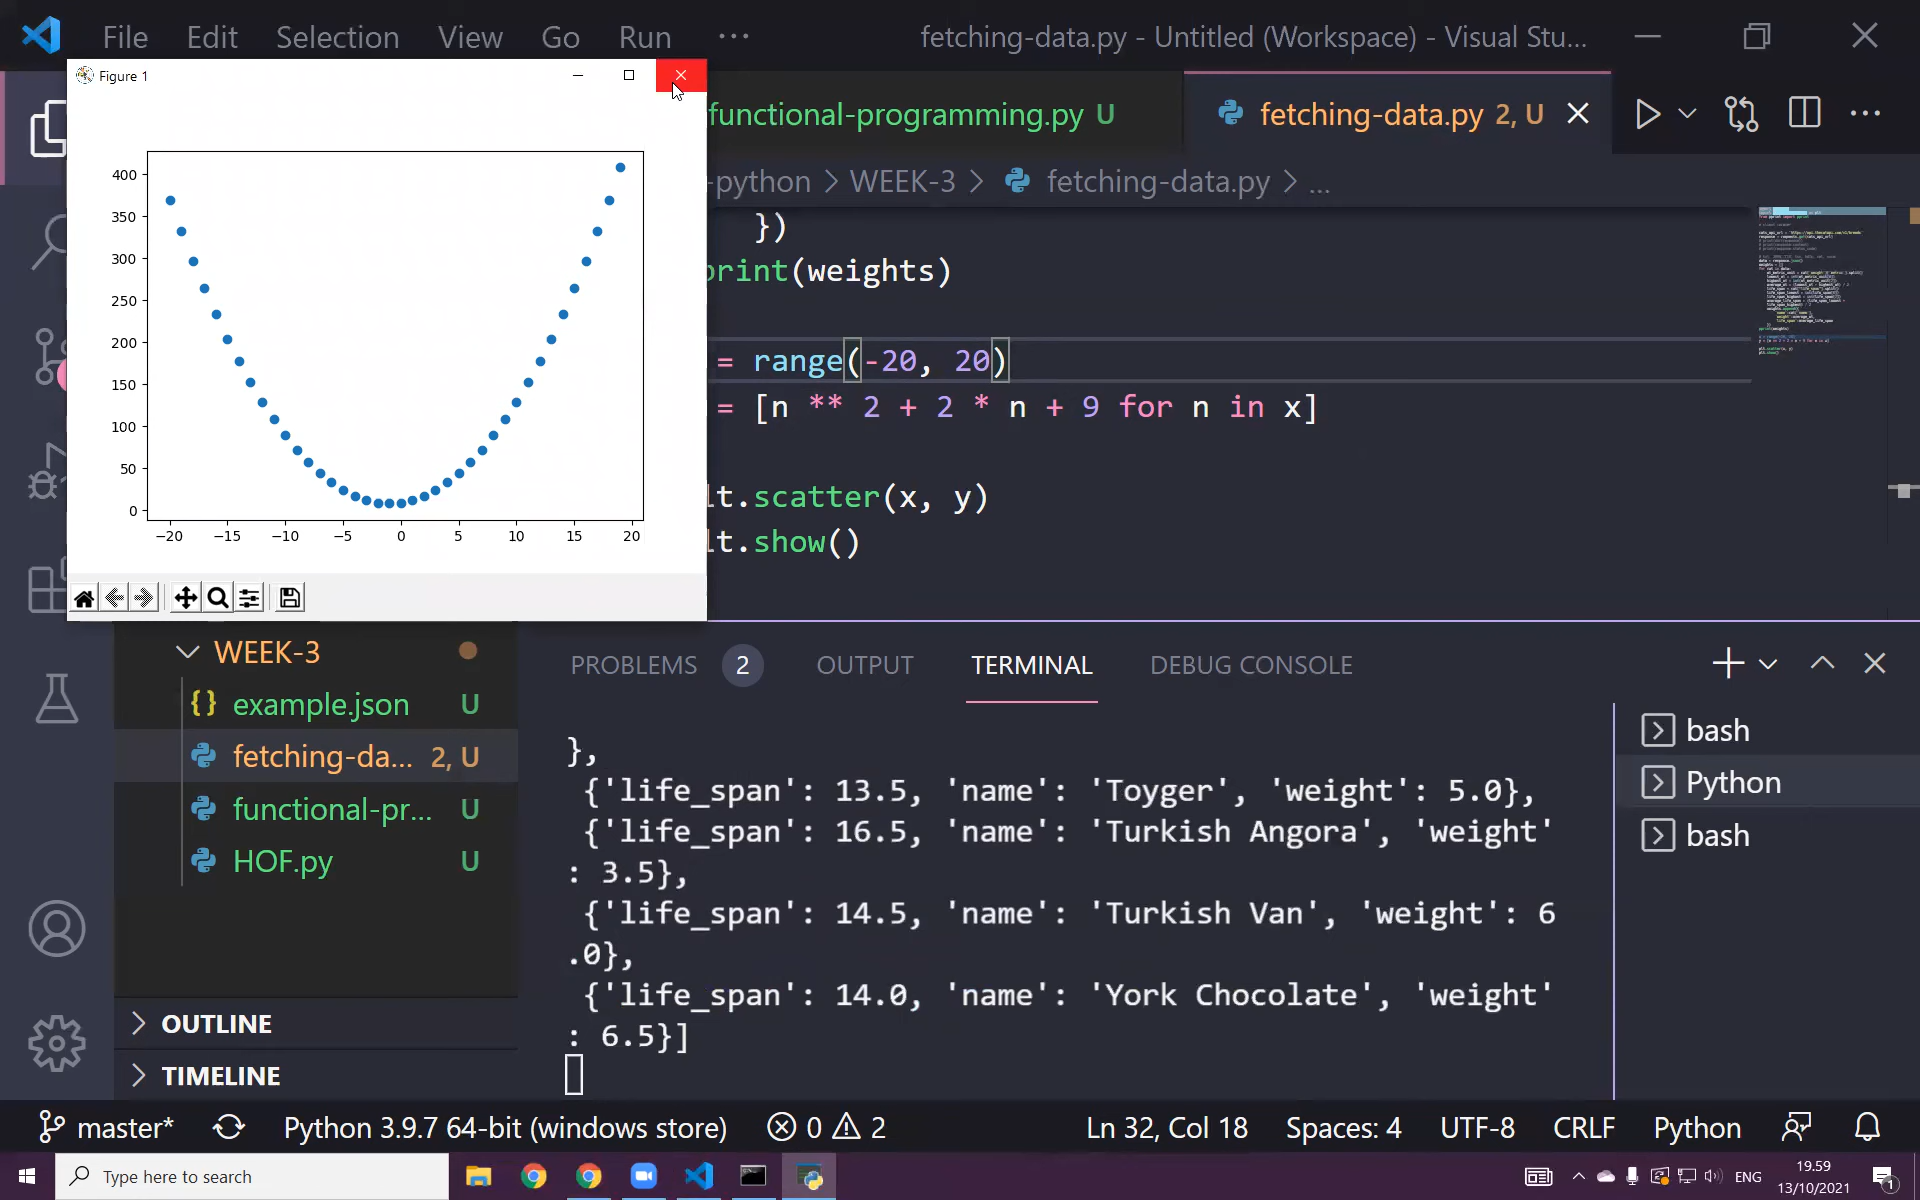 File Edit Selection View Go Run ···
fetching-data.py - Untitled (Workspace) - Visual Stu...
Figure 1
functional-programming.py U
fetching-data.py 2, U
-python > WEEK-3 > fetching-data.py > ...
})
print(weights)
= range(-20, 20)
= [n ** 2 + 2 * n + 9 for n in x]
lt.scatter(x, y)
lt.show()
400
350
300
250
200
150
100
50
0
−20 −15 −10 −5 0 5 10 15 20
WEEK-3
{} example.json U
fetching-da... 2, U
functional-pr... U
HOF.py U
OUTLINE
TIMELINE
PROBLEMS 2 OUTPUT TERMINAL DEBUG CONSOLE
},
{'life_span': 13.5, 'name': 'Toyger', 'weight': 5.0},
{'life_span': 16.5, 'name': 'Turkish Angora', 'weight'
: 3.5},
{'life_span': 14.5, 'name': 'Turkish Van', 'weight': 6
.0},
{'life_span': 14.0, 'name': 'York Chocolate', 'weight'
: 6.5}]
bash
Python
bash
master* Python 3.9.7 64-bit (windows store) 0 2 Ln 32, Col 18 Spaces: 4 UTF-8 CRLF Python
Type here to search
ENG
19.59
13/10/2021
1